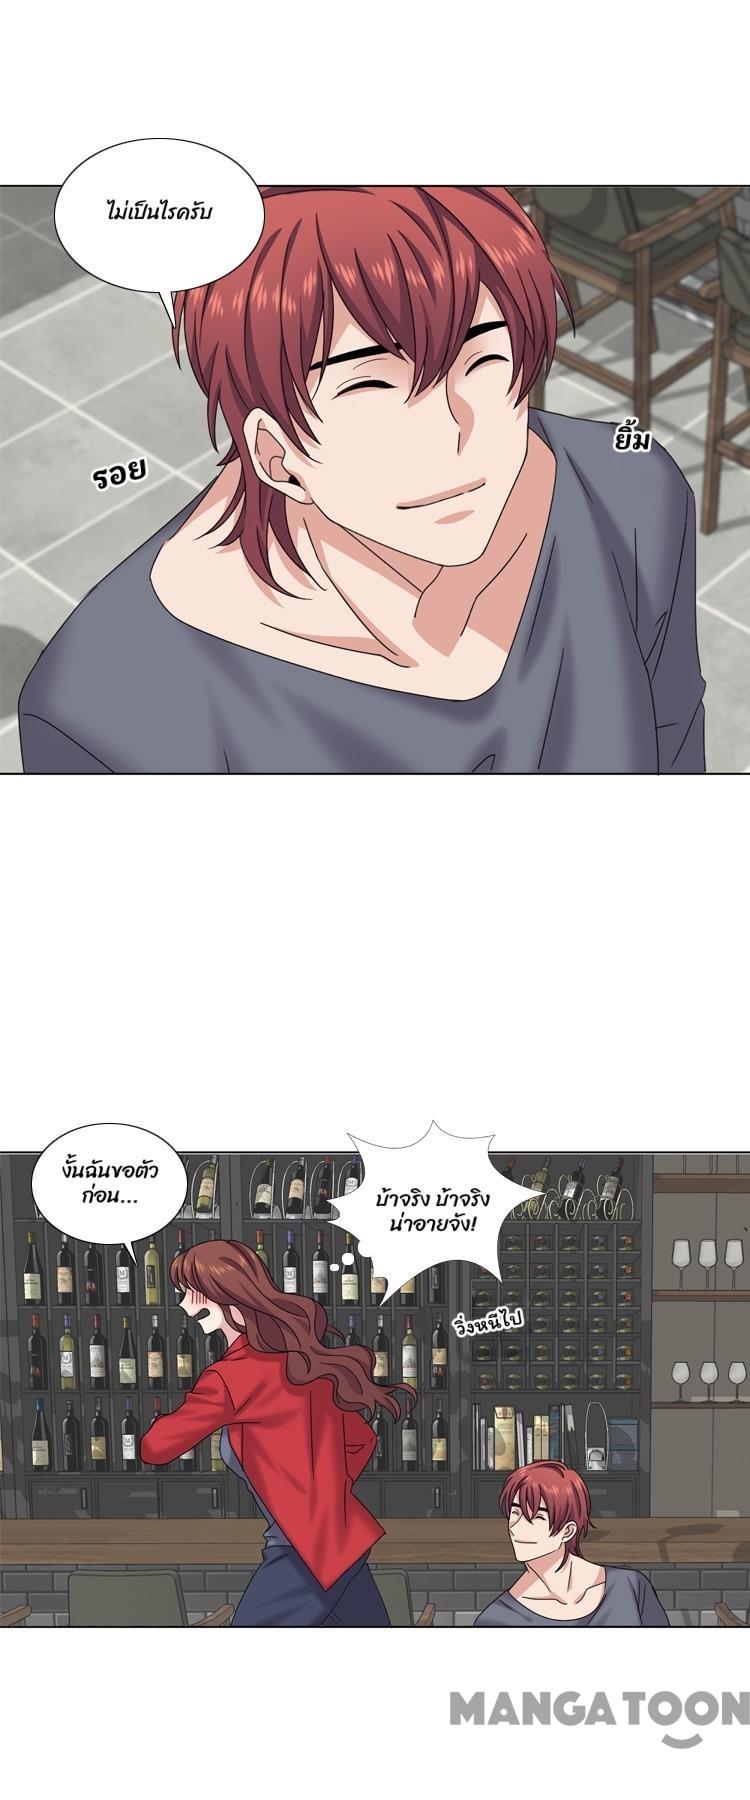 ไม่เป็นไรครับ
รอย
ยิ้ม
งั้นฉันขอตัว
ก่อน...
บ้าจริง บ้าจริง
น่าอายจัง!
วิ่งหนีไป
MANGATOON